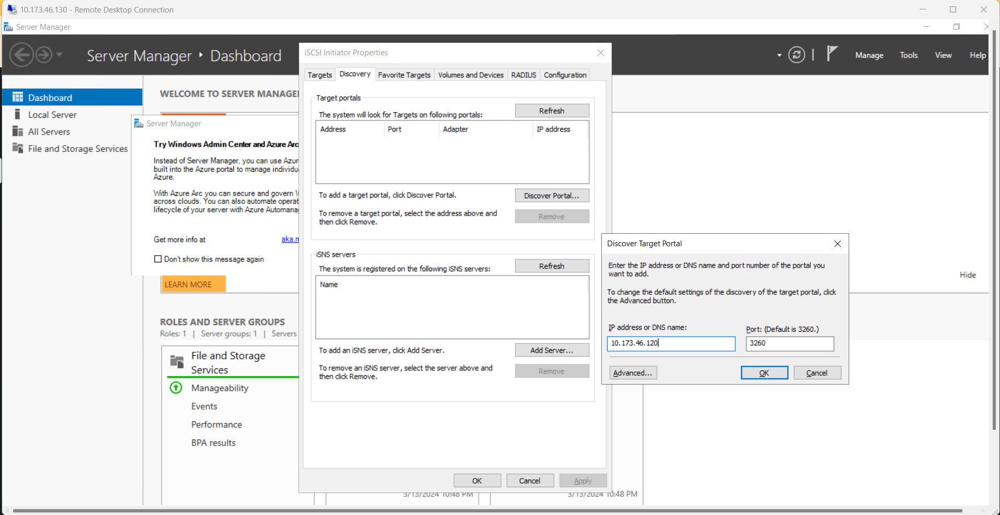 10.173.46.130 - Remote Desktop Connection
Server Manager
Server Manager ‣ Dashboard
Manage Tools View Help
Dashboard
Local Server
All Servers
File and Storage Services
WELCOME TO SERVER MANAGE
Server Manager
Try Windows Admin Center and Azure Arc
Instead of Server Manager, you can use Azur
built into the Azure portal to manage individu
Azure.
With Azure Arc you can secure and govern
across clouds. You can also automate operat
lifecycle of your server with Azure Automana
Get more info at aka.m
Don't show this message again
LEARN MORE
Hide
ROLES AND SERVER GROUPS
Roles: 1 | Server groups: 1 | Servers
File and Storage
Services
Manageability
Events
Performance
BPA results
iSCSI Initiator Properties
Targets Discovery Favorite Targets Volumes and Devices RADIUS Configuration
Target portals
The system will look for Targets on following portals: Refresh
Address Port Adapter IP address
To add a target portal, click Discover Portal. Discover Portal...
To remove a target portal, select the address above and
then click Remove.
Remove
iSNS servers
The system is registered on the following iSNS servers: Refresh
Name
To add an iSNS server, click Add Server. Add Server...
To remove an iSNS server, select the server above and
then click Remove.
Remove
OK Cancel Apply
3/13/2024 10:48 PM
3/13/2024 10:48 PM
Discover Target Portal
Enter the IP address or DNS name and port number of the portal you
want to add.
To change the default settings of the discovery of the target portal, click
the Advanced button.
IP address or DNS name: Port: (Default is 3260.)
10.173.46.120 3260
Advanced... OK Cancel